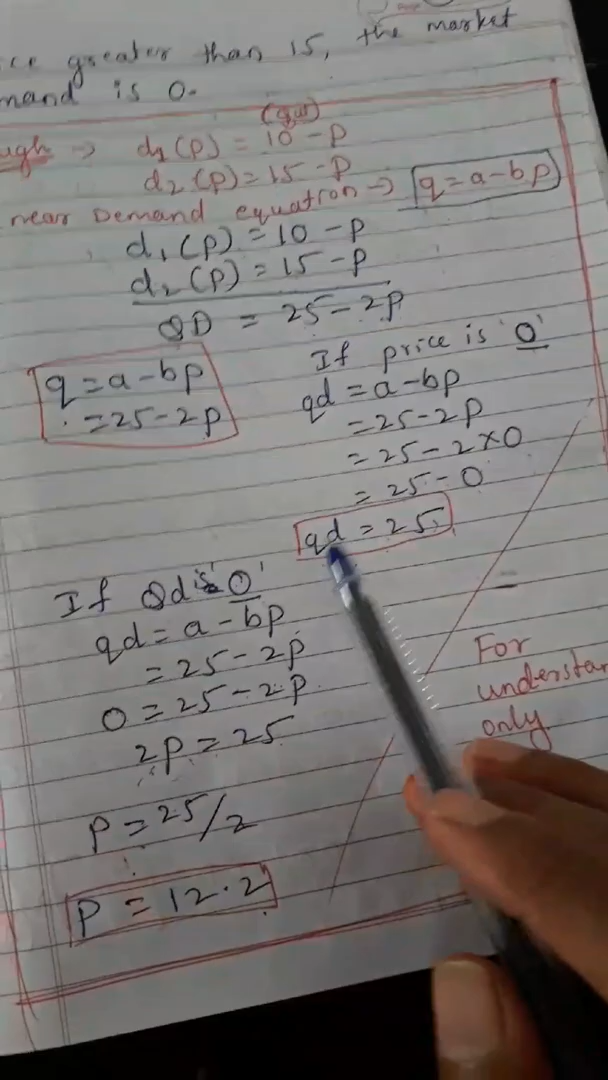 greater than 15, the market
mand is 0.
(qus)
ugh → d1(p) = 10 - p
d2(p) = 15 - p
near Demand equation → q = a - bp
d1(p) = 10 - p
d2(p) = 15 - p
QD = 25 - 2p
q = a - bp
= 25 - 2p
If price is '0'
qd = a - bp
= 25 - 2p
= 25 - 2×0
= 25 - 0
qd = 25
If Qd is '0'
qd = a - bp
= 25 - 2p
0 = 25 - 2p
2p = 25
P = 25/2
P = 12.2
For
understan
only